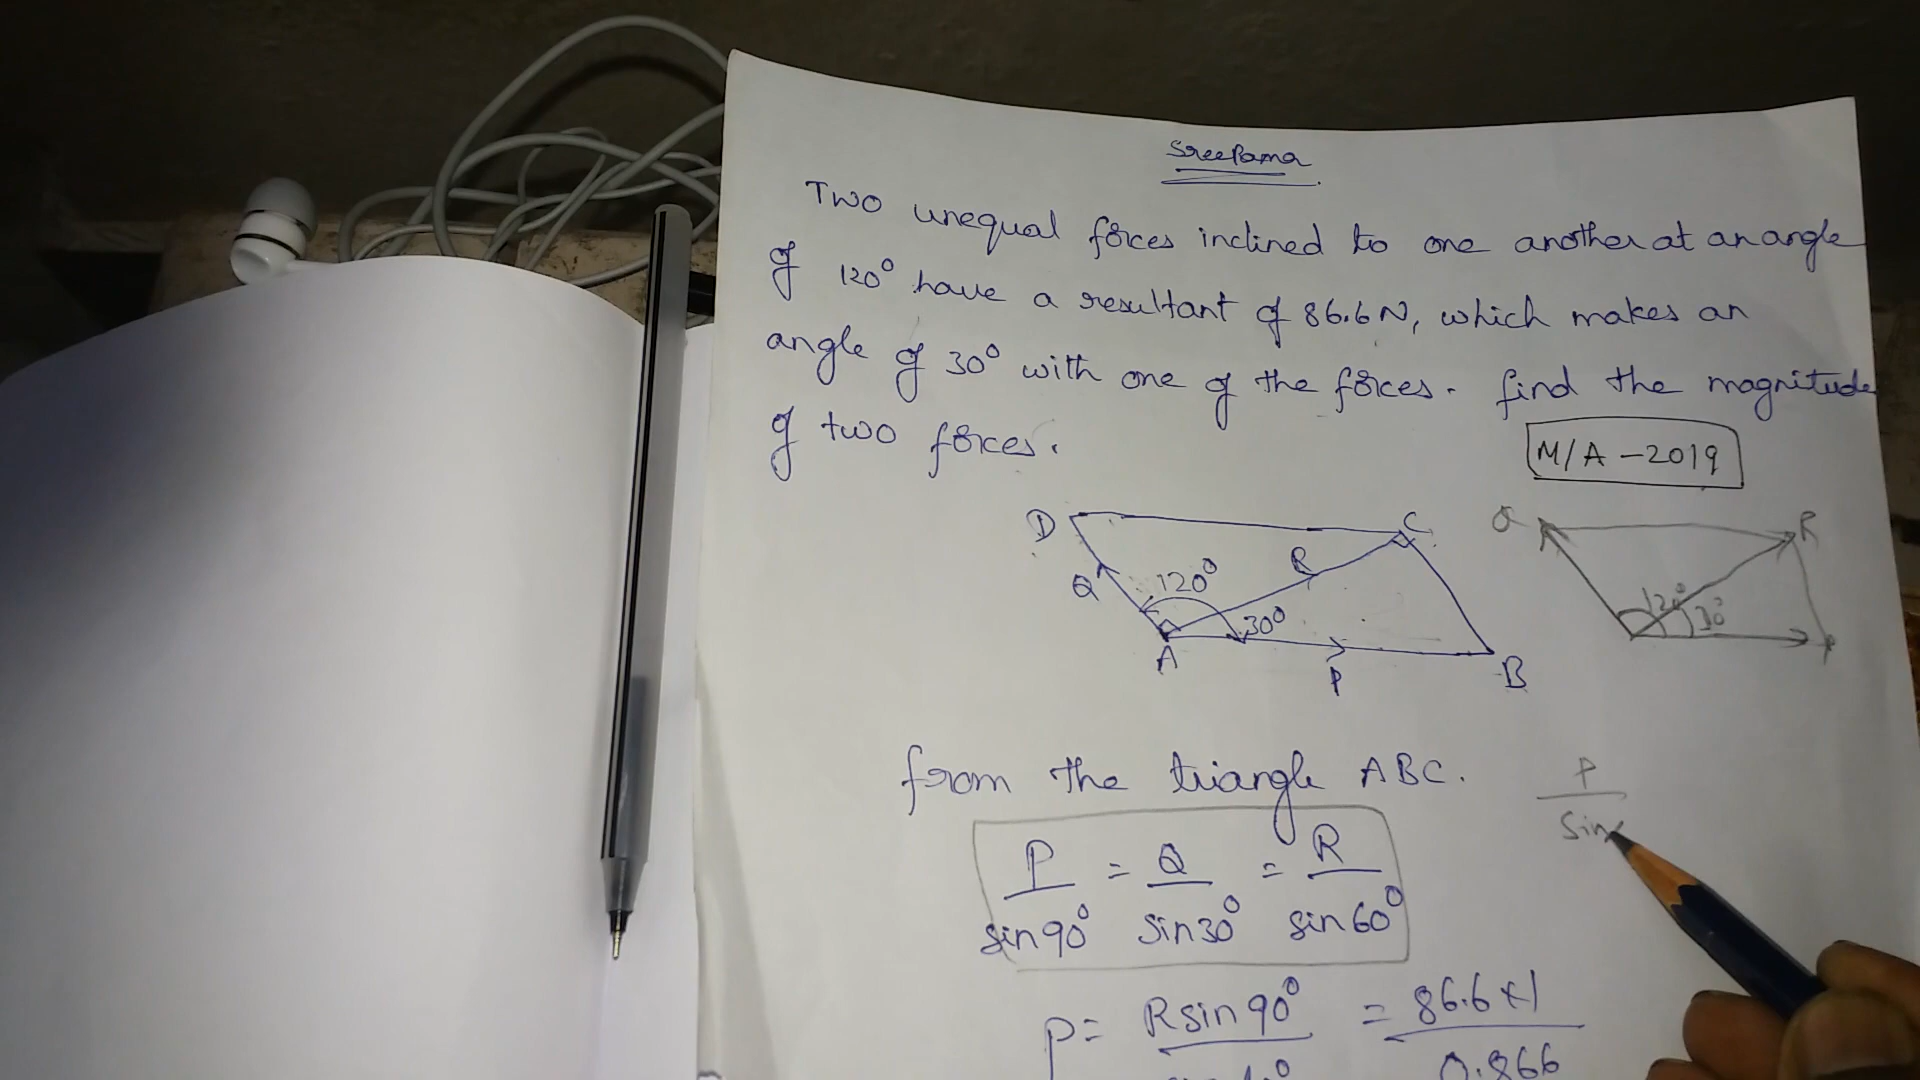 SreeRama
Two unequal forces inclined to one another at an angle
of 120° have a resultant of 86.6N, which makes an
angle of 30° with one of the forces. find the magnitude
of two forces.
M/A - 2019
D C
Q 120° R
30°
A P B
Q R
120° 30°
P
from the triangle ABC.
P/sin90° = Q/sin30° = R/sin60°
P
Sin
P = R sin 90° = 86.6 × 1
0.866